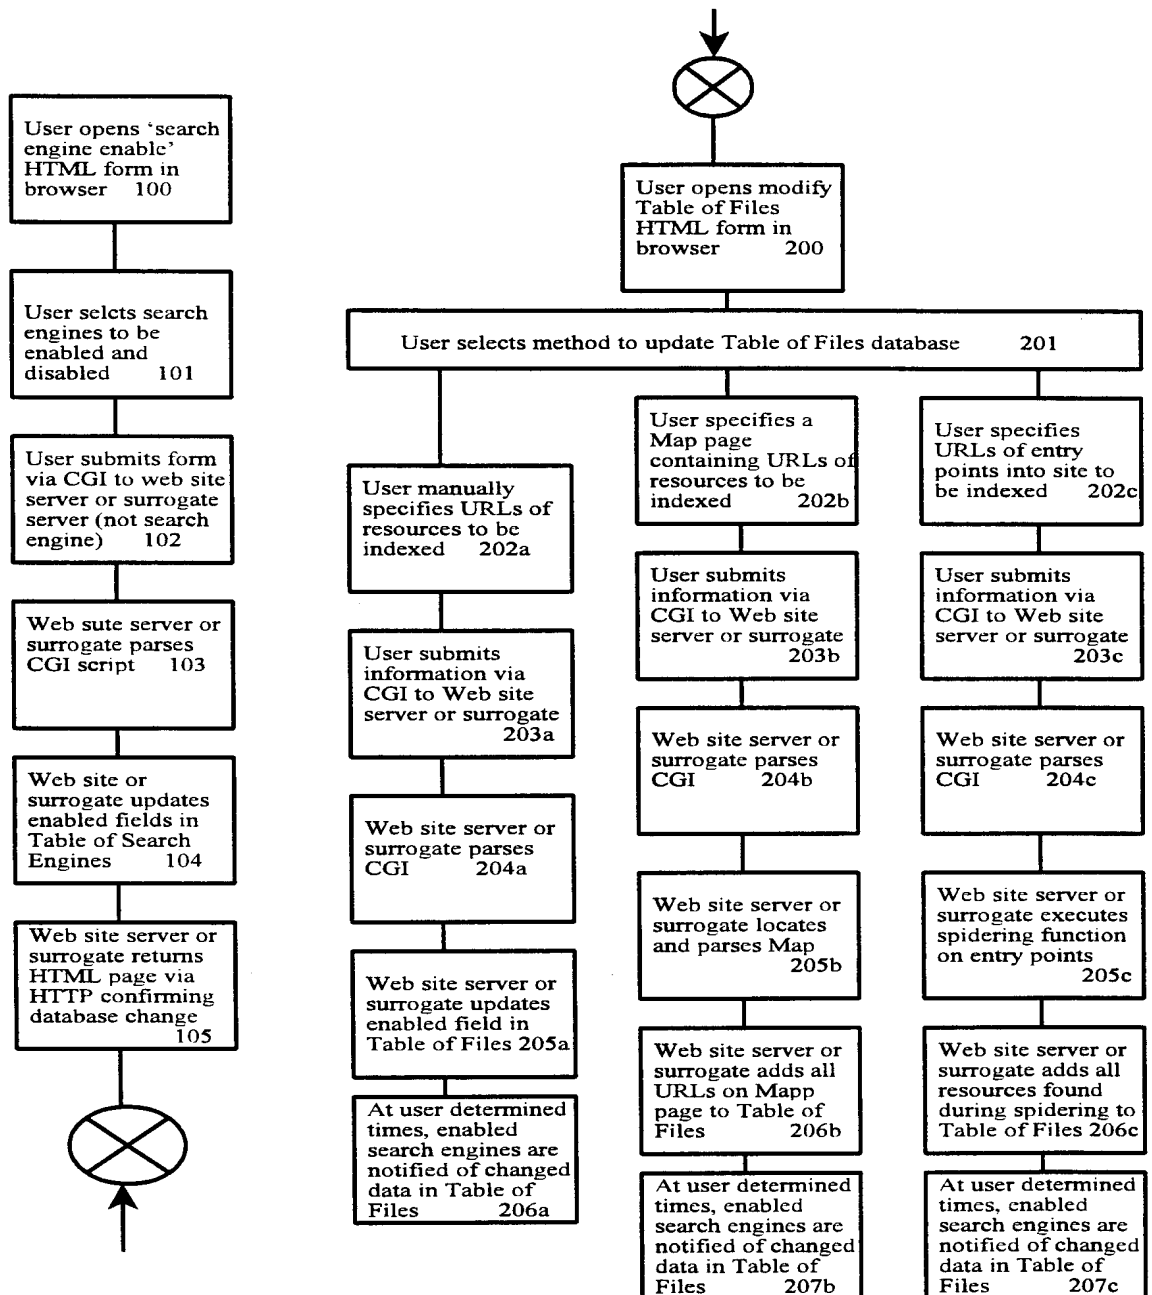 User opens ‘search
engine enable’
HTML form in
browser 100
User selcts search
engines to be
enabled and
disabled 101
User submits form
via CGI to web site
server or surrogate
server (not search
engine) 102
Web sute server or
surrogate parses
CGI script 103
Web site or
surrogate updates
enabled fields in
Table of Search
Engines 104
Web site server or
surrogate returns
HTML page via
HTTP confirming
database change
105
User opens modify
Table of Files
HTML form in
browser 200
User selects method to update Table of Files database 201
User manually
specifies URLs of
resources to be
indexed 202a
User submits
information via
CGI to Web site
server or surrogate
203a
Web site server or
surrogate parses
CGI 204a
Web site server or
surrogate updates
enabled field in
Table of Files 205a
At user determined
times, enabled
search engines are
notified of changed
data in Table of
Files 206a
User specifies a
Map page
containing URLs of
resources to be
indexed 202b
User submits
information via
CGI to Web site
server or surrogate
203b
Web site server or
surrogate parses
CGI 204b
Web site server or
surrogate locates
and parses Map
205b
Web site server or
surrogate adds all
URLs on Mapp
page to Table of
Files 206b
At user determined
times, enabled
search engines are
notified of changed
data in Table of
Files 207b
User specifies
URLs of entry
points into site to
be indexed 202c
User submits
information via
CGI to Web site
server or surrogate
203c
Web site server or
surrogate parses
CGI 204c
Web site server or
surrogate executes
spidering function
on entry points
205c
Web site server or
surrogate adds all
resources found
during spidering to
Table of Files 206c
At user determined
times, enabled
search engines are
notified of changed
data in Table of
Files 207c